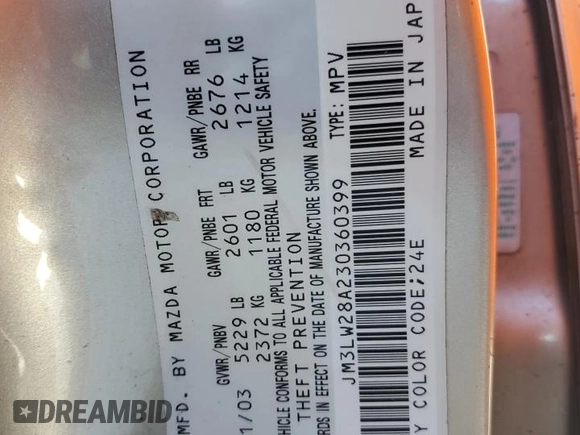 MFD. BY MAZDA MOTOR CORPORATION
GVWR/PNBV GAWR/PNBE FRT GAWR/PNBE RR
1/03 5229 LB 2601 LB 2676 LB
2372 KG 1180 KG 1214 KG
HICLE CONFORMS TO ALL APPLICABLE FEDERAL MOTOR VEHICLE SAFETY
THEFT PREVENTION
RDS IN EFFECT ON THE DATE OF MANUFACTURE SHOWN ABOVE.
JM3LW28A230360399 TYPE: MPV
Y COLOR CODE;24E MADE IN JAP
DREAMBID